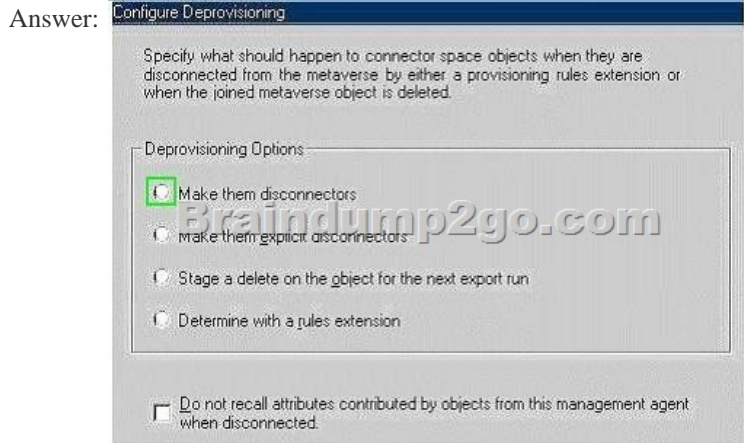 Answer:
Configure Deprovisioning
Specify what should happen to connector space objects when they are
disconnected from the metaverse by either a provisioning rules extension or
when the joined metaverse object is deleted.
Deprovisioning Options
Make them disconnectors
Braindump2go.com
Make them explicit disconnectors
Stage a delete on the object for the next export run
Determine with a rules extension
Do not recall attributes contributed by objects from this management agent
when disconnected.